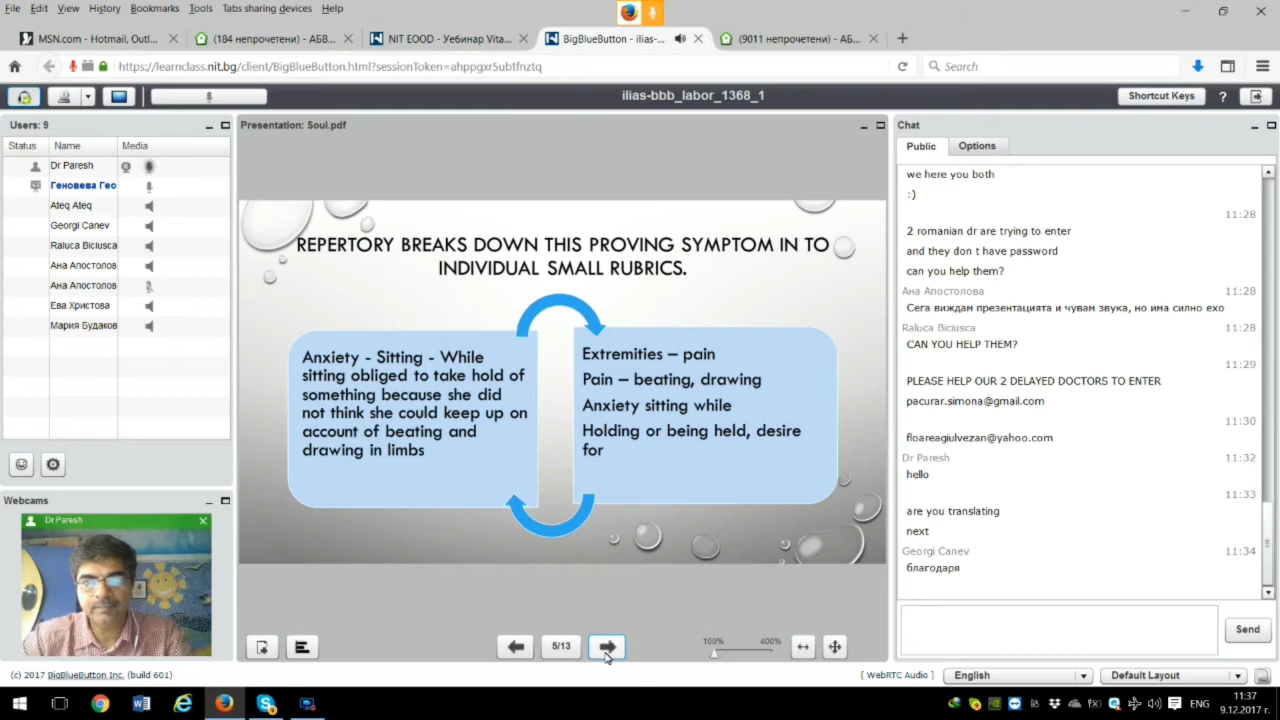 File Edit View History Bookmarks Tools Tabs sharing devices Help
MSN.com - Hotmail, Outl...
(184 непрочетени) - АБВ...
NIT EOOD - Уебинар Vita...
BigBlueButton - ilias-...
(9011 непрочетени) - АБ...
https://learnclass.nit.bg/client/BigBlueButton.html?sessionToken=ahppgxr5ubtfnztq
Search
ilias-bbb_labor_1368_1
Shortcut Keys
?
Users: 9
Status Name Media
Dr Paresh
Геновева Гео
Ateq Ateq
Georgi Canev
Raluca Biciusca
Ана Апостолов
Ана Апостолов
Ева Христова
Мария Будаков
Webcams
Dr Paresh
Presentation: Soul.pdf
REPERTORY BREAKS DOWN THIS PROVING SYMPTOM IN TO
INDIVIDUAL SMALL RUBRICS.
Anxiety - Sitting - While
sitting obliged to take hold of
something because she did
not think she could keep up on
account of beating and
drawing in limbs
Extremities – pain
Pain – beating, drawing
Anxiety sitting while
Holding or being held, desire
for
5/13
100% 400%
Chat
Public Options
we here you both
:)
11:28
2 romanian dr are trying to enter
and they don t have password
can you help them?
Ана Апостолова 11:28
Сега виждам презентацията и чувам звука, но има силно ехо
Raluca Biciusca 11:28
CAN YOU HELP THEM?
11:29
PLEASE HELP OUR 2 DELAYED DOCTORS TO ENTER
pacurar.simona@gmail.com
11:30
floareagiulvezan@yahoo.com
Dr Paresh 11:32
hello
11:33
are you translating
next
Georgi Canev 11:34
благодаря
Send
(c) 2017 BigBlueButton Inc. (build 601)
[ WebRTC Audio ]
English
Default Layout
ENG
11:37
9.12.2017 г.